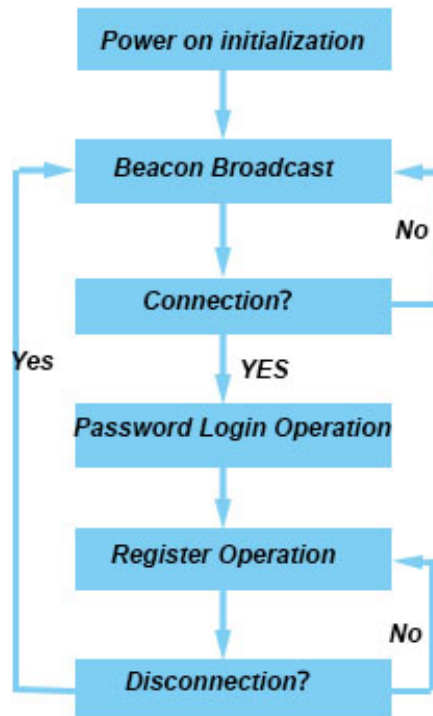 Power on initialization
Beacon Broadcast
No
Connection?
Yes
YES
Password Login Operation
Register Operation
No
Disconnection?